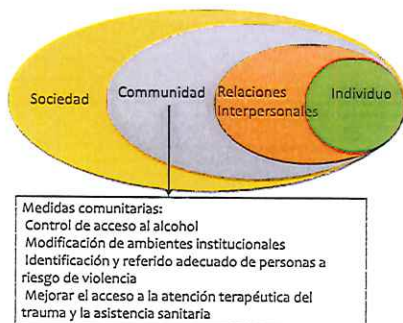 Sociedad
Communidad
Relaciones
Interpersonales
Individuo
Medidas comunitarias:
Control de acceso al alcohol
Modificación de ambientes institucionales
Identificación y referido adecuado de personas a
riesgo de violencia
Mejorar el acceso a la atención terapéutica del
trauma y la asistencia sanitaria